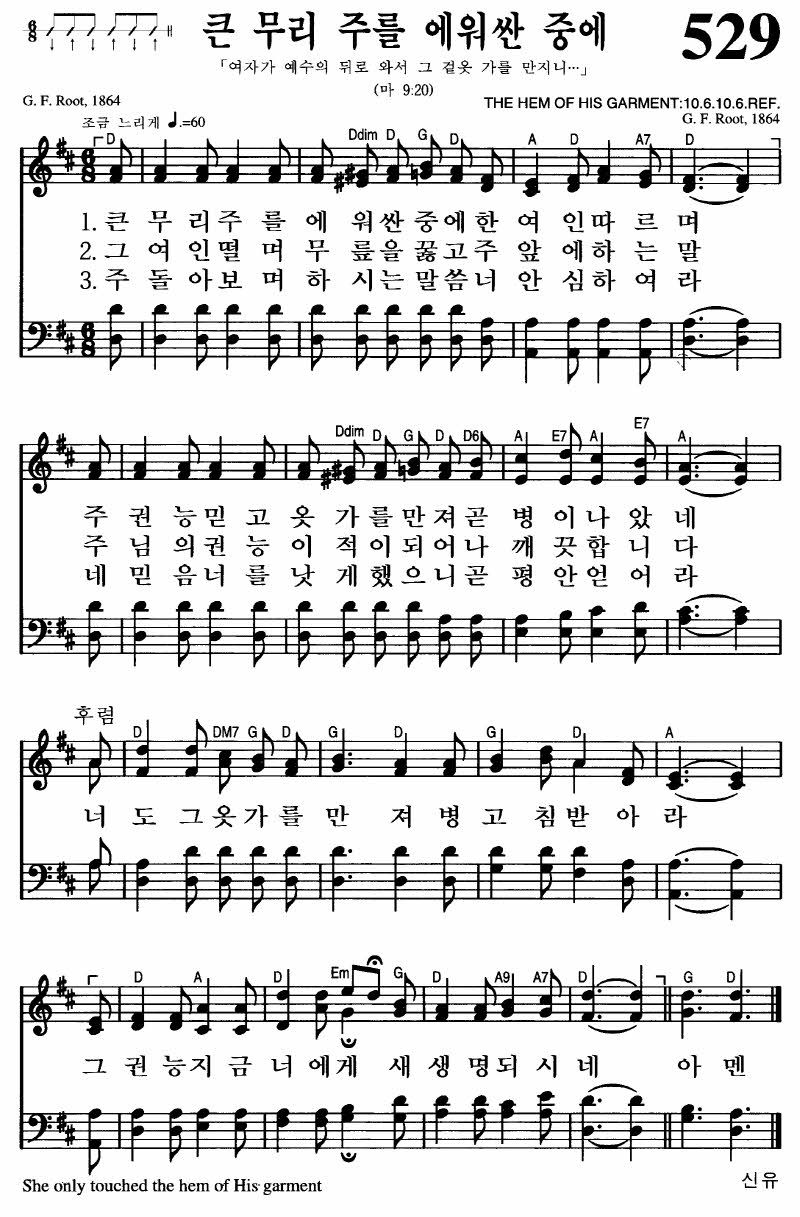 6/8 큰 무리 주를 에워싼 중에 529
「여자가 예수의 뒤로 와서 그 겉옷 가를 만지니…」
(마 9:20)
G. F. Root, 1864 THE HEM OF HIS GARMENT:10.6.10.6.REF.
조금 느리게 ♩.=60 G. F. Root, 1864
D Ddim D G D A D A7 D
1. 큰 무 리 주 를 에 워 싼 중 에 한 여 인 따 르 며
2. 그 여 인 떨 며 무 릎 을 꿇 고 주 앞 에 하 는 말
3. 주 돌 아 보 며 하 시 는 말 씀 너 안 심 하 여 라
Ddim D G D D6 A E7 A E7 A
주 권 능 믿 고 옷 가 를 만 져 곧 병 이 나 았 네
주 님 의 권 능 이 적 이 되 어 나 깨 끗 합 니 다
네 믿 음 너 를 낫 게 했 으 니 곧 평 안 얻 어 라
후렴
D DM7 G D G D G D A
너 도 그 옷 가 를 만 져 병 고 침 받 아 라
D A D Em G D A9 A7 D G D
그 권 능 지 금 너 에 게 새 생 명 되 시 네 아 멘
She only touched the hem of His garment 신유